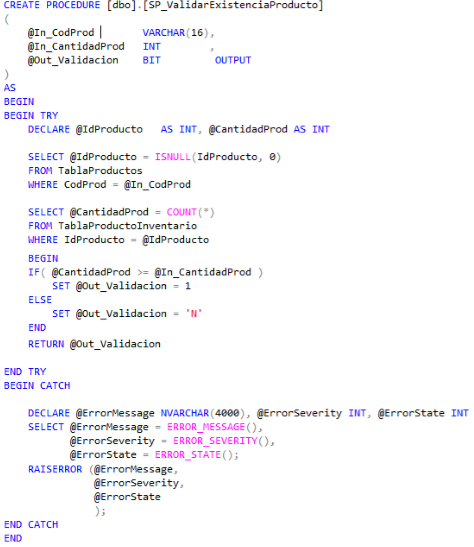 CREATE PROCEDURE [dbo].[SP_ValidarExistenciaProducto]
(
    @In_CodProd        VARCHAR(16),
    @In_CantidadProd   INT        ,
    @Out_Validacion    BIT         OUTPUT
)
AS
BEGIN
BEGIN TRY
    DECLARE @IdProducto   AS INT, @CantidadProd AS INT
    SELECT @IdProducto = ISNULL(IdProducto, 0)
    FROM TablaProductos
    WHERE CodProd = @In_CodProd
    SELECT @CantidadProd = COUNT(*)
    FROM TablaProductoInventario
    WHERE IdProducto = @IdProducto
    BEGIN
    IF( @CantidadProd >= @In_CantidadProd )
        SET @Out_Validacion = 1
    ELSE
        SET @Out_Validacion = 'N'
    END
    RETURN @Out_Validacion
END TRY
BEGIN CATCH
    DECLARE @ErrorMessage NVARCHAR(4000), @ErrorSeverity INT, @ErrorState INT
    SELECT @ErrorMessage = ERROR_MESSAGE(),
           @ErrorSeverity = ERROR_SEVERITY(),
           @ErrorState = ERROR_STATE();
    RAISERROR (@ErrorMessage,
               @ErrorSeverity,
               @ErrorState
               );
END CATCH
END